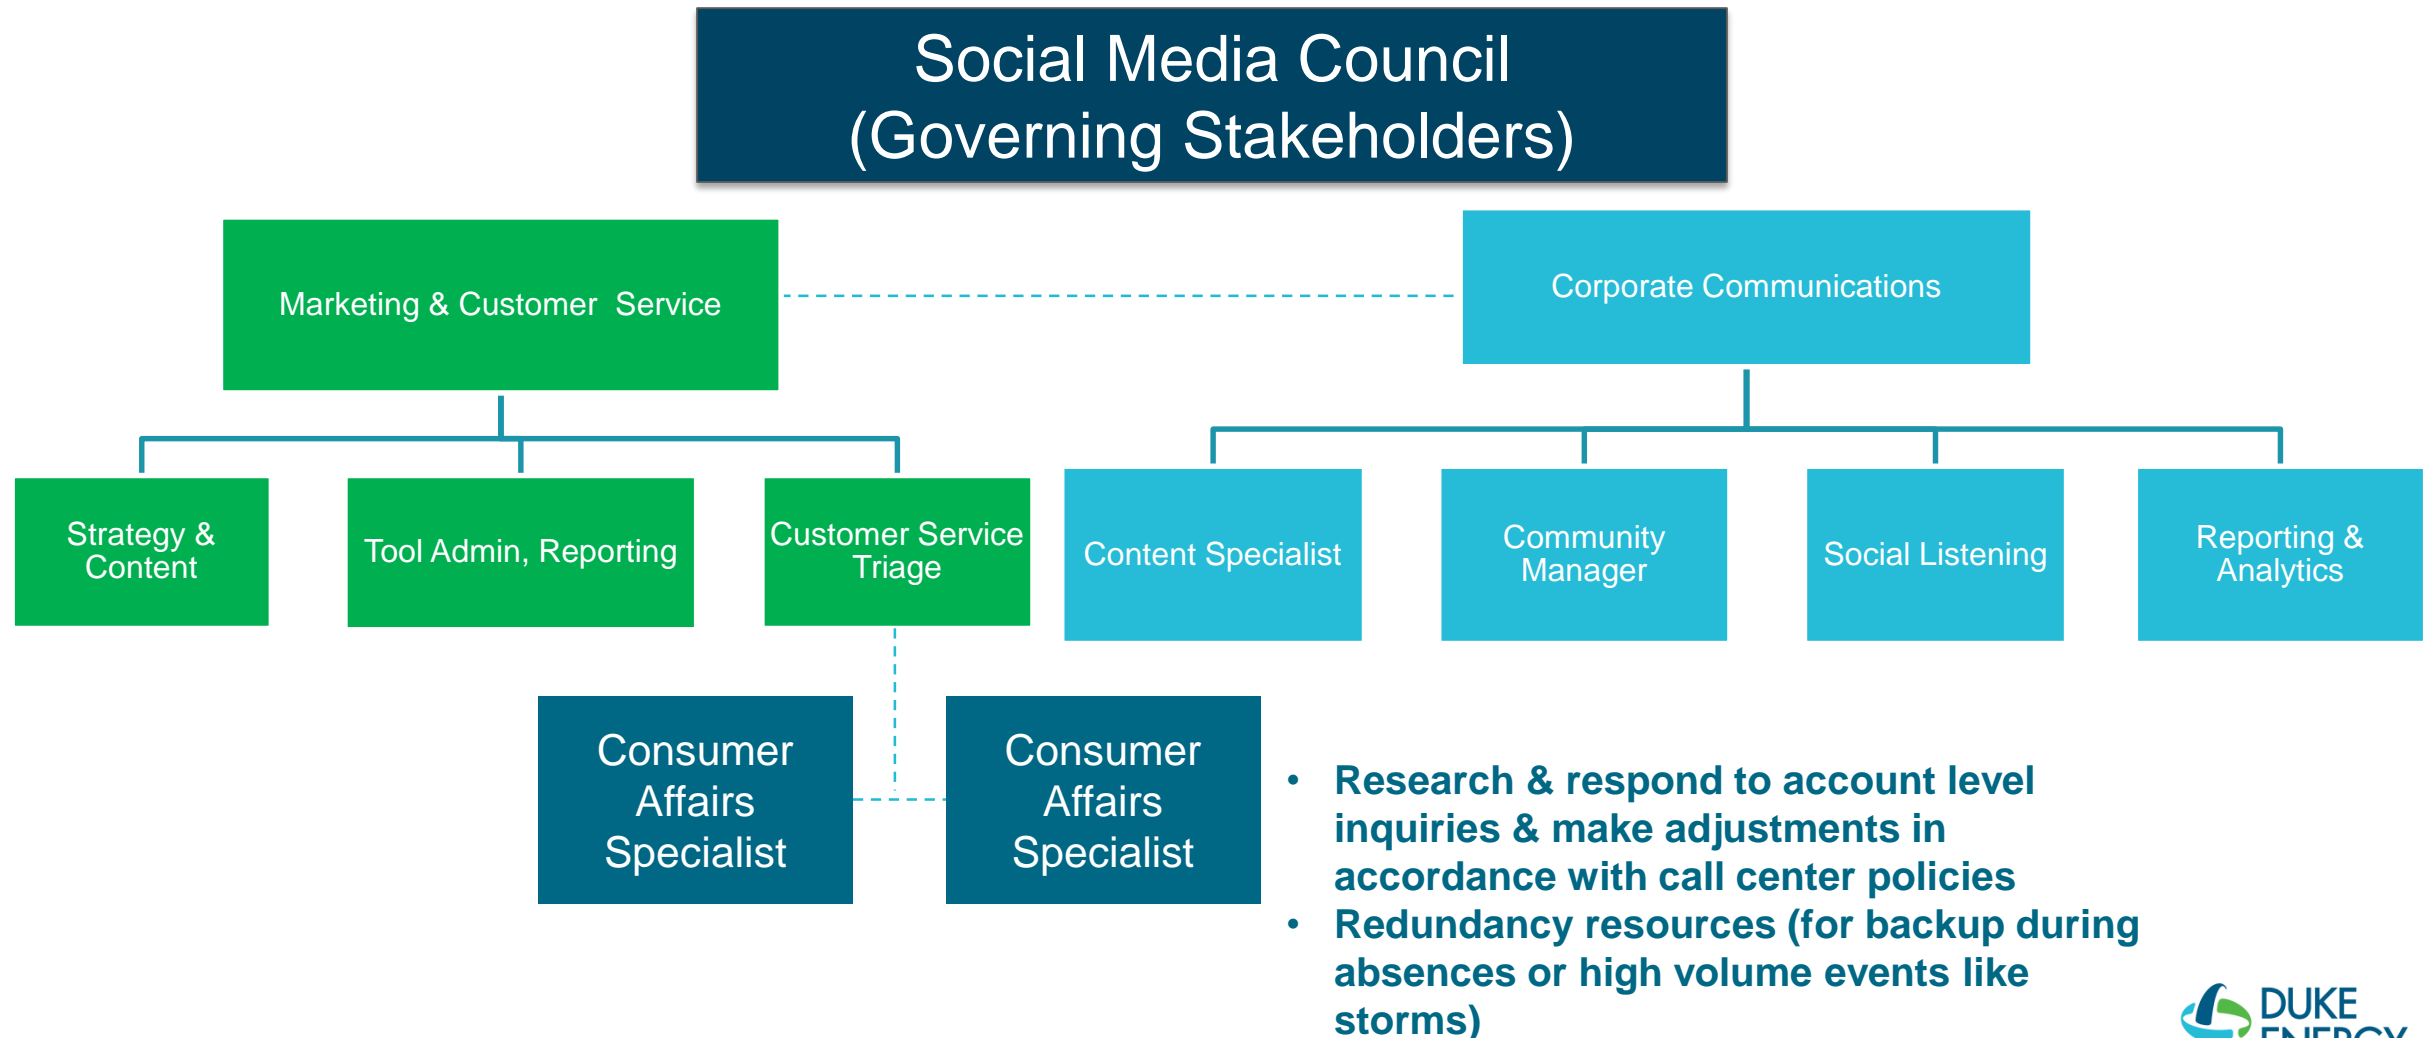 Social Media Council
(Governing Stakeholders)
Marketing & Customer  Service
Corporate Communications
Strategy &
Content
Tool Admin, Reporting
Customer Service
Triage
Content Specialist
Community
Manager
Social Listening
Reporting &
Analytics
Consumer
Affairs
Specialist
Consumer
Affairs
Specialist
• Research & respond to account level
inquiries & make adjustments in
accordance with call center policies
• Redundancy resources (for backup during
absences or high volume events like
storms)
DUKE
ENERGY